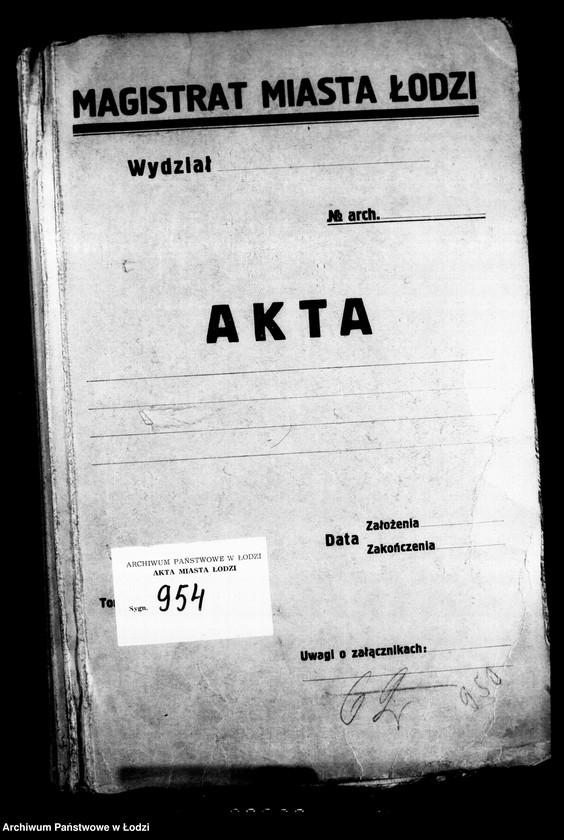 MAGISTRAT MIASTA ŁODZI
Wydział
№ arch.
AKTA
Data
Założenia
Zakończenia
ARCHIWUM PAŃSTWOWE W ŁODZI
AKTA MIASTA ŁODZI
Sygn. 954
Uwagi o załącznikach:
950
Archiwum Państwowe w Łodzi